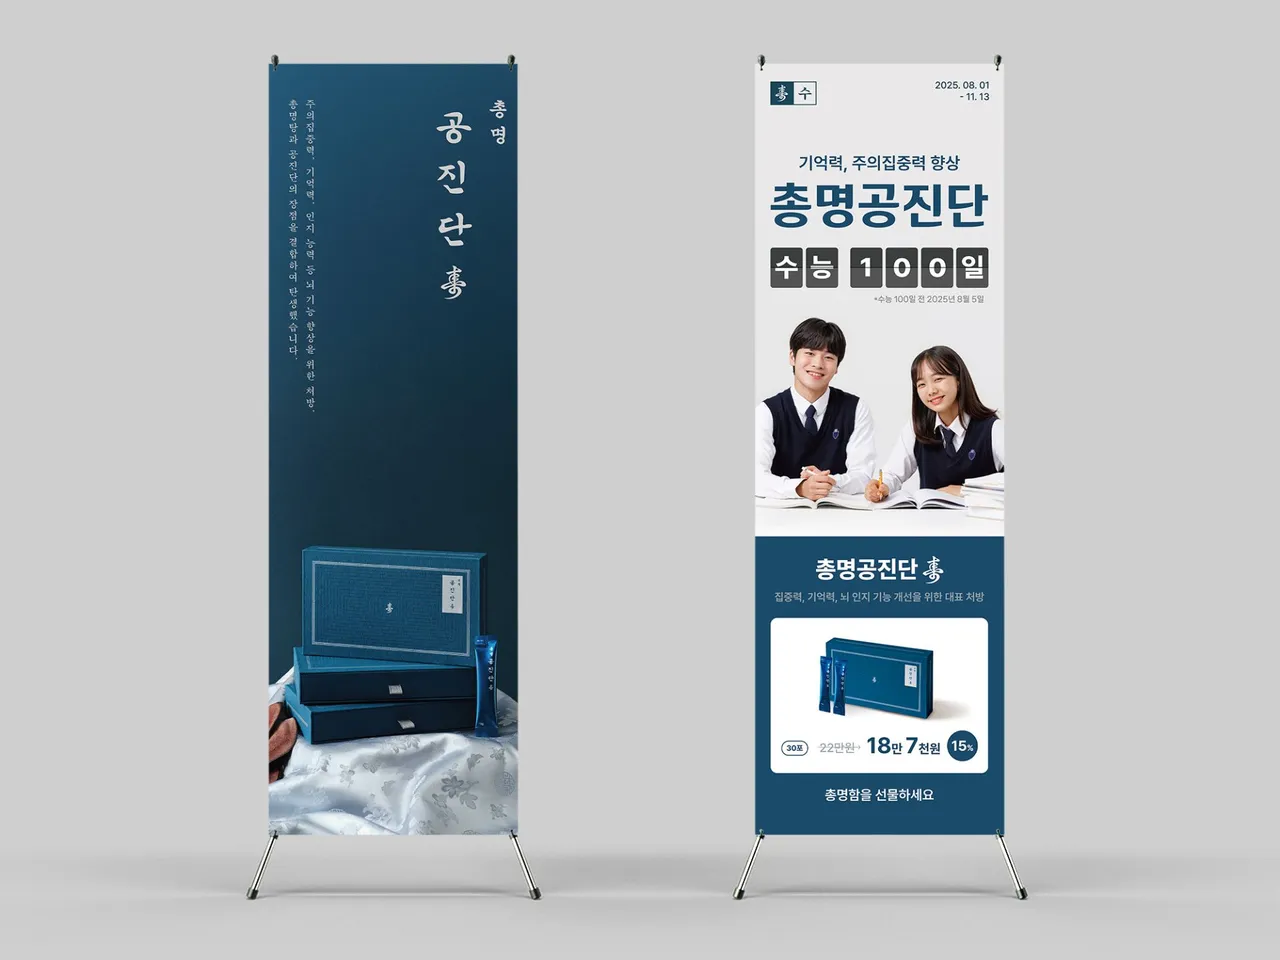 총명
공진단 壽
주의집중력, 기억력, 인지 능력 등 뇌 기능 향상을 위한 처방.
총명탕과 공진단의 장점을 결합하여 탄생했습니다.
壽 수
2025. 08. 01
- 11. 13
기억력, 주의집중력 향상
총명공진단
수능 100일
*수능 100일 전 2025년 8월 5일
총명공진단 壽
집중력, 기억력, 뇌 인지 기능 개선을 위한 대표 처방
30포 22만원 18만 7천원 15%
총명함을 선물하세요